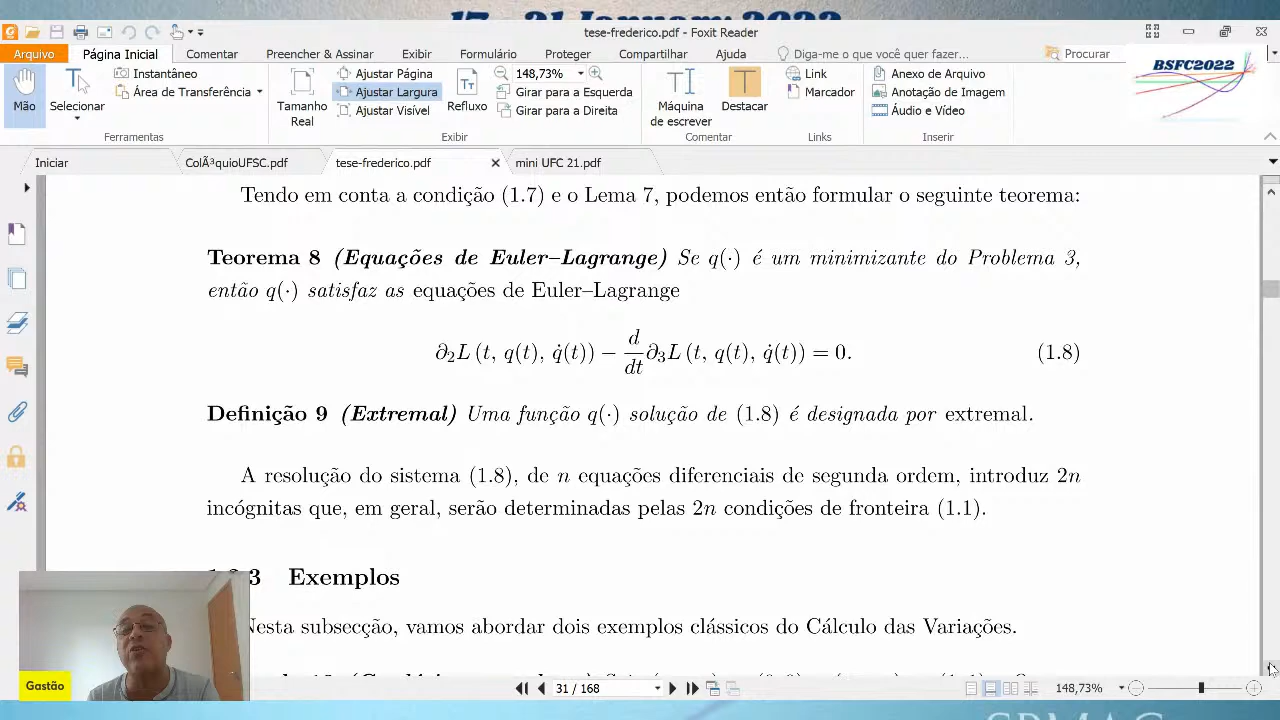 17 - 21 January 2022
tese-frederico.pdf - Foxit Reader
Arquivo Página Inicial Comentar Preencher & Assinar Exibir Formulário Proteger Compartilhar Ajuda Diga-me o que você quer fazer... Procurar
BSFC2022
Mão
Selecionar
Instantâneo
Área de Transferência
Ferramentas
Tamanho Real
Ajustar Página
Ajustar Largura
Ajustar Visível
Refluxo
148,73%
Girar para a Esquerda
Girar para a Direita
Exibir
Máquina de escrever
Destacar
Comentar
Link
Marcador
Links
Anexo de Arquivo
Anotação de Imagem
Áudio e Vídeo
Inserir
Iniciar ColÃ³quioUFSC.pdf tese-frederico.pdf mini UFC 21.pdf
Tendo em conta a condição (1.7) e o Lema 7, podemos então formular o seguinte teorema:
Teorema 8 (Equações de Euler–Lagrange) Se q(·) é um minimizante do Problema 3,
então q(·) satisfaz as equações de Euler–Lagrange
∂₂L (t, q(t), q̇(t)) − d/dt ∂₃L (t, q(t), q̇(t)) = 0. (1.8)
Definição 9 (Extremal) Uma função q(·) solução de (1.8) é designada por extremal.
A resolução do sistema (1.8), de n equações diferenciais de segunda ordem, introduz 2n
incógnitas que, em geral, serão determinadas pelas 2n condições de fronteira (1.1).
3 Exemplos
Nesta subsecção, vamos abordar dois exemplos clássicos do Cálculo das Variações.
Gastão
31 / 168
148,73%